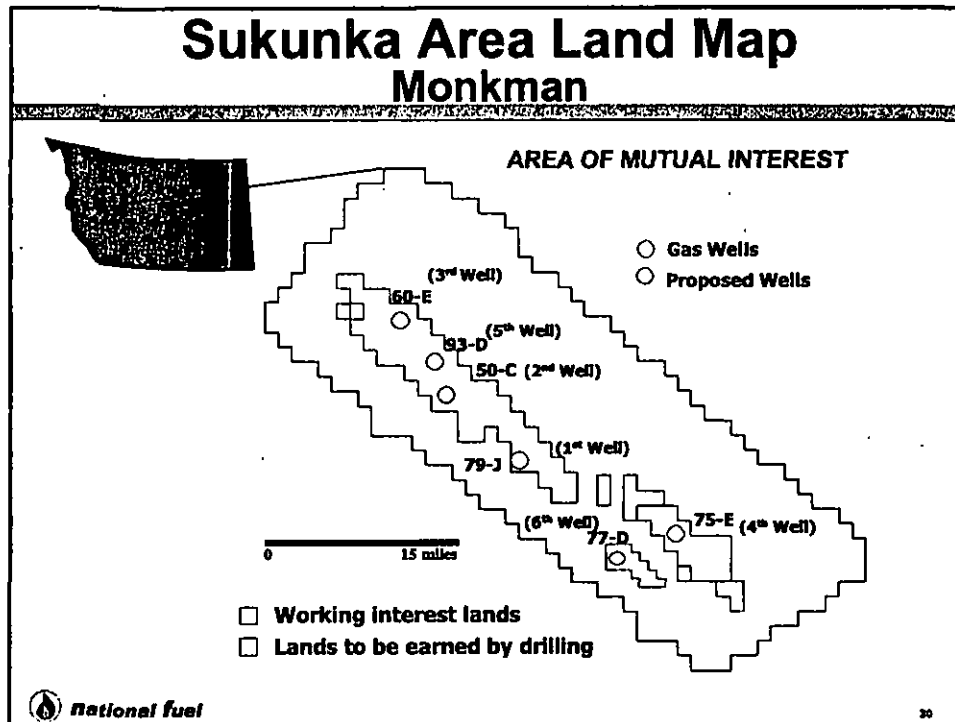 Sukunka Area Land Map
Monkman
AREA OF MUTUAL INTEREST
Gas Wells
Proposed Wells
(3rd Well)
60-E
93-D (5th Well)
50-C (2nd Well)
(1st Well)
79-J
(6th Well)
75-E (4th Well)
77-D
0 15 miles
Working interest lands
Lands to be earned by drilling
national fuel
30